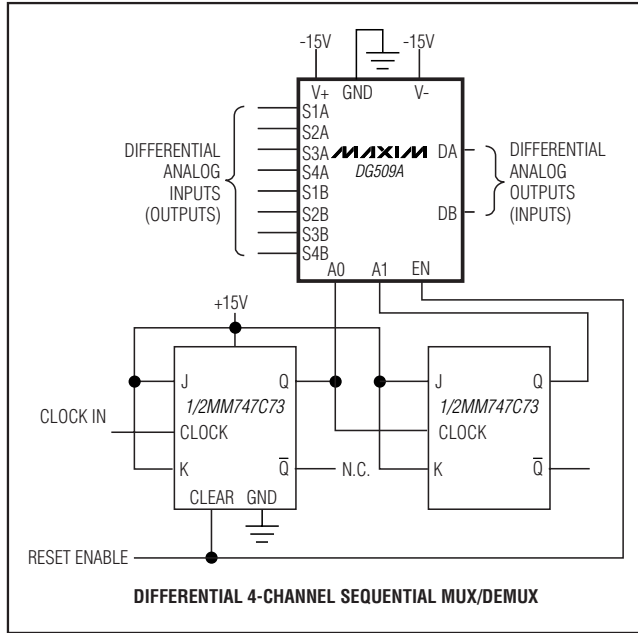 -15V -15V
V+ GND V-
S1A
S2A
S3A
S4A
S1B
S2B
S3B
S4B
DIFFERENTIAL
ANALOG
INPUTS
(OUTPUTS)
MAXIM
DG509A
DA
DB
DIFFERENTIAL
ANALOG
OUTPUTS
(INPUTS)
A0 A1 EN
+15V
J Q
1/2MM747C73
CLOCK IN
CLOCK
K Q
N.C.
CLEAR GND
J Q
1/2MM747C73
CLOCK
K Q
RESET ENABLE
DIFFERENTIAL 4-CHANNEL SEQUENTIAL MUX/DEMUX